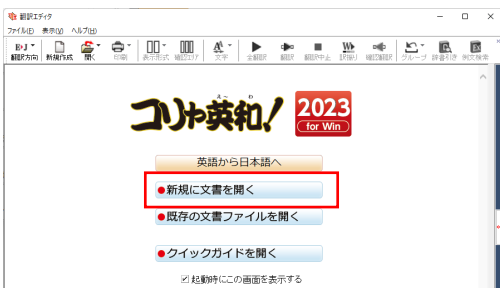 翻訳エディタ
ファイル(F) 表示(V) ヘルプ(H)
E▸J 新規作成 開く 印刷 表示形式 確認エリア 文字 全翻訳 翻訳 翻訳中止 訳振り 確認翻訳 グループ 辞書引き 例文検索
翻訳方向
え〜わ
コリャ英和! 2023
for Win
英語から日本語へ
●新規に文書を開く
●既存の文書ファイルを開く
●クイックガイドを開く
起動時にこの画面を表示する